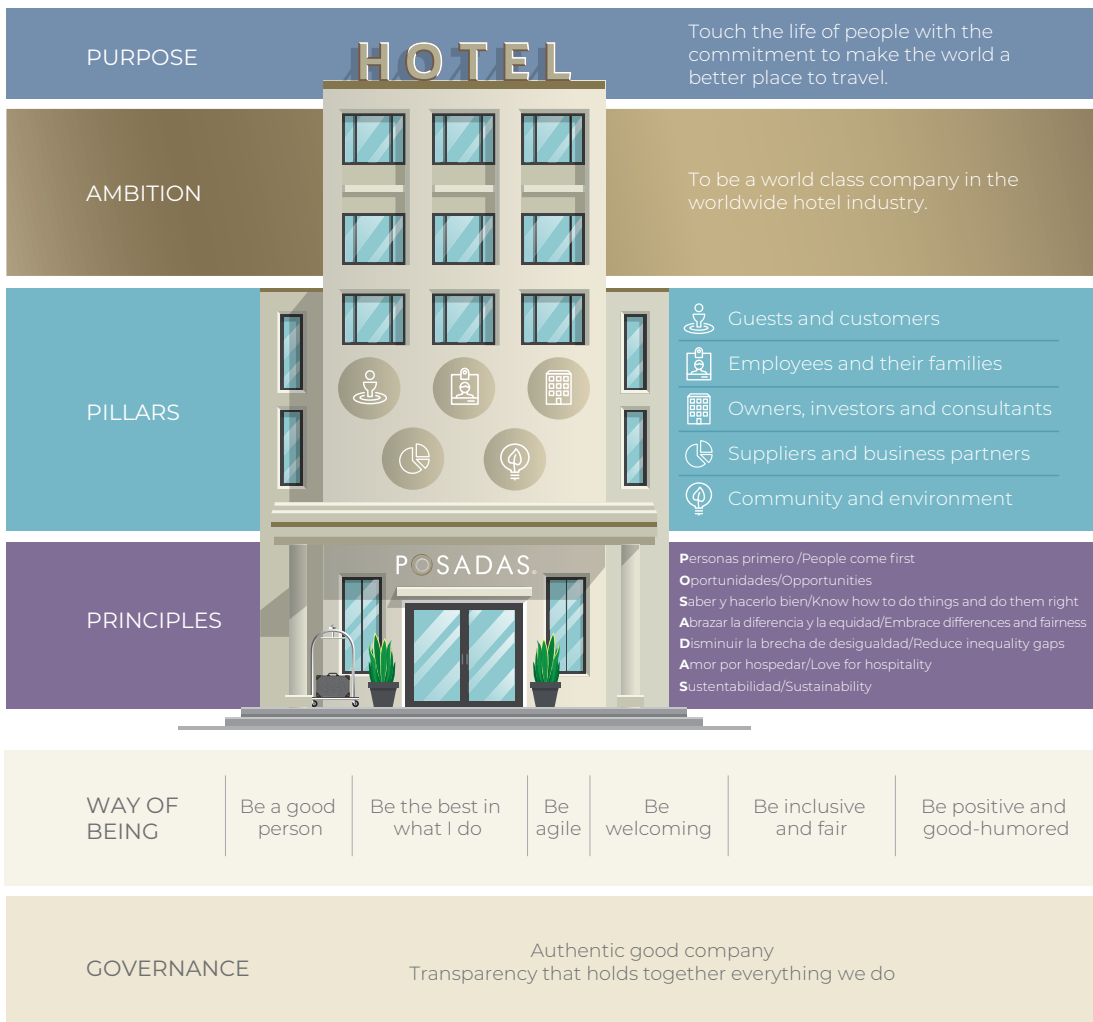 PURPOSE
HOTEL
Touch the life of people with the
commitment to make the world a
better place to travel.
AMBITION
To be a world class company in the
worldwide hotel industry.
PILLARS
Guests and customers
Employees and their families
Owners, investors and consultants
Suppliers and business partners
Community and environment
PRINCIPLES
POSADAS®
Personas primero /People come first
Oportunidades/Opportunities
Saber y hacerlo bien/Know how to do things and do them right
Abrazar la diferencia y la equidad/Embrace differences and fairness
Disminuir la brecha de desigualdad/Reduce inequality gaps
Amor por hospedar/Love for hospitality
Sustentabilidad/Sustainability
WAY OF
BEING
Be a good
person
Be the best in
what I do
Be
agile
Be
welcoming
Be inclusive
and fair
Be positive and
good-humored
GOVERNANCE
Authentic good company
Transparency that holds together everything we do